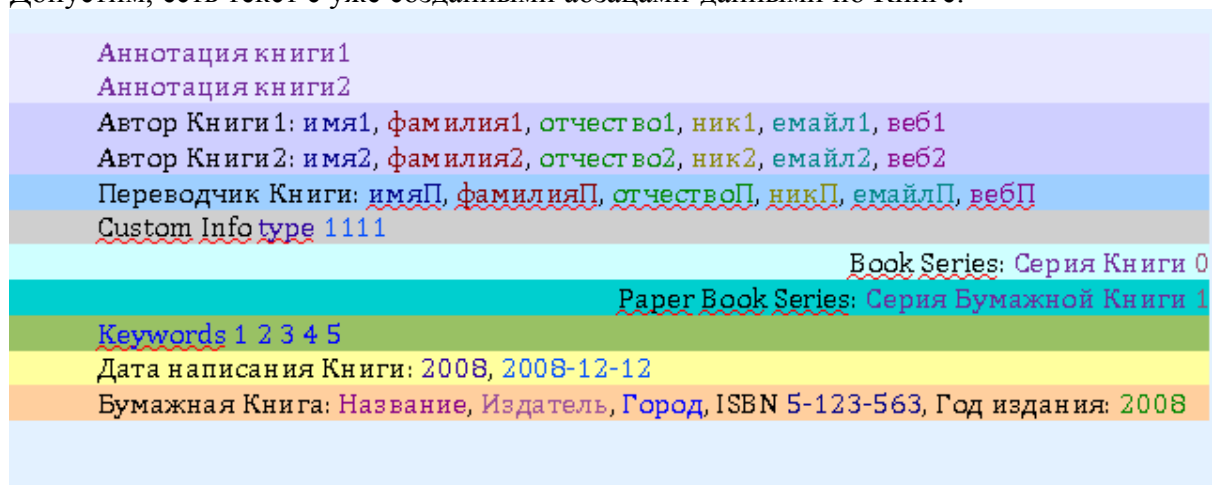 Допустим, есть текст с уже созданными абзацами-данными по Книге:
Аннотация книги1
Аннотация книги2
Автор Книги1: имя1, фамилия1, отчество1, ник1, емайл1, веб1
Автор Книги2: имя2, фамилия2, отчество2, ник2, емайл2, веб2
Переводчик Книги: имяП, фамилияП, отчествоП, никП, емайлП, вебП
Custom Info type 1111
Book Series: Серия Книги 0
Paper Book Series: Серия Бумажной Книги 1
Keywords 1 2 3 4 5
Дата написания Книги: 2008, 2008-12-12
Бумажная Книга: Название, Издатель, Город, ISBN 5-123-563, Год издания: 2008